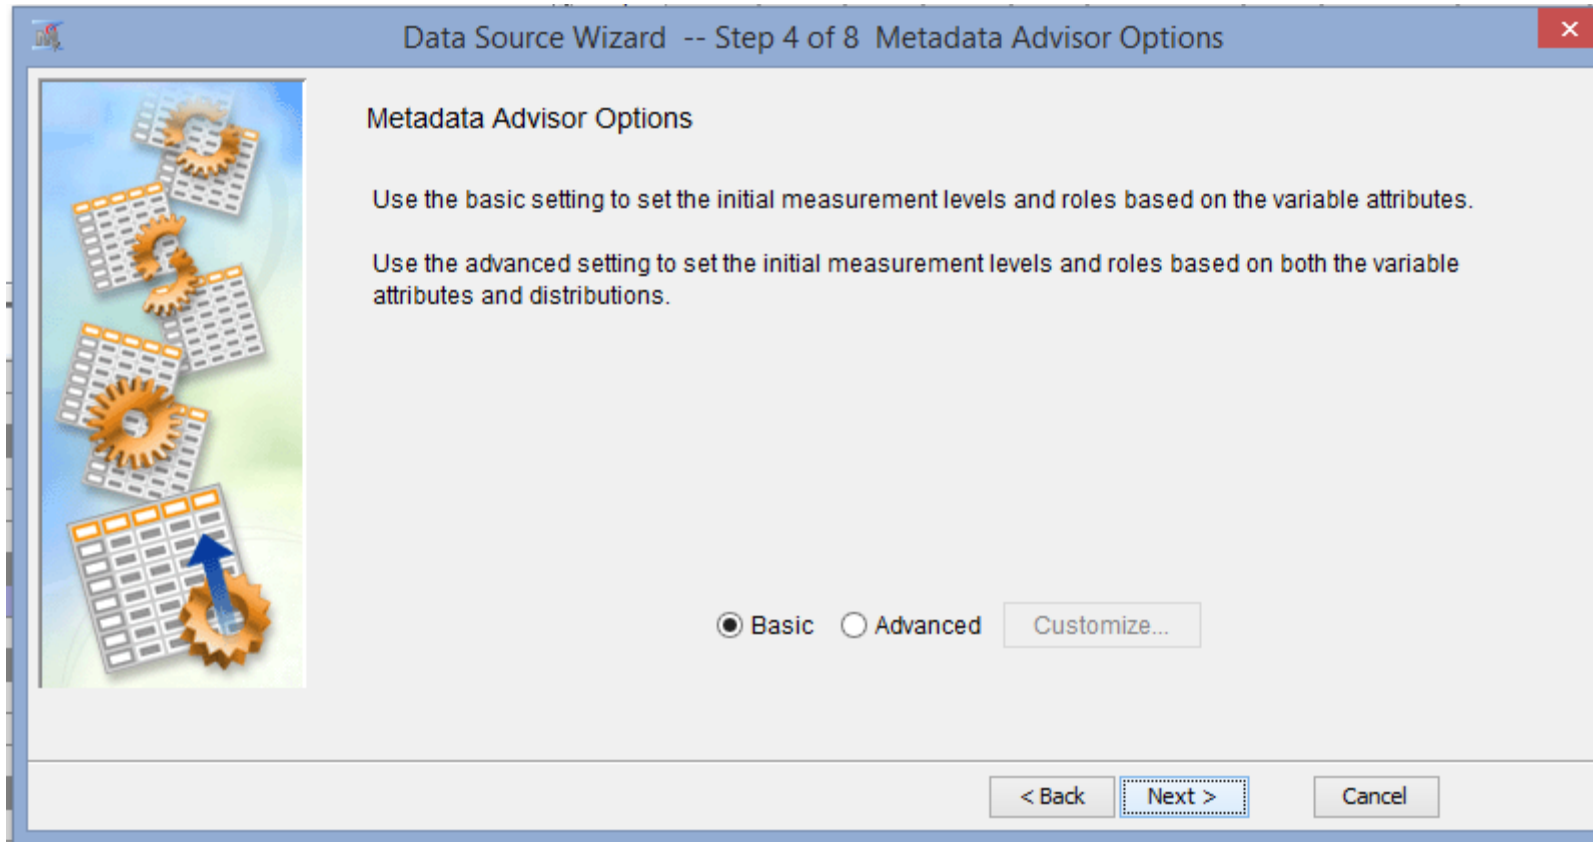 Data Source Wizard -- Step 4 of 8 Metadata Advisor Options
Metadata Advisor Options
Use the basic setting to set the initial measurement levels and roles based on the variable attributes.
Use the advanced setting to set the initial measurement levels and roles based on both the variable
attributes and distributions.
Basic Advanced Customize...
< Back Next > Cancel